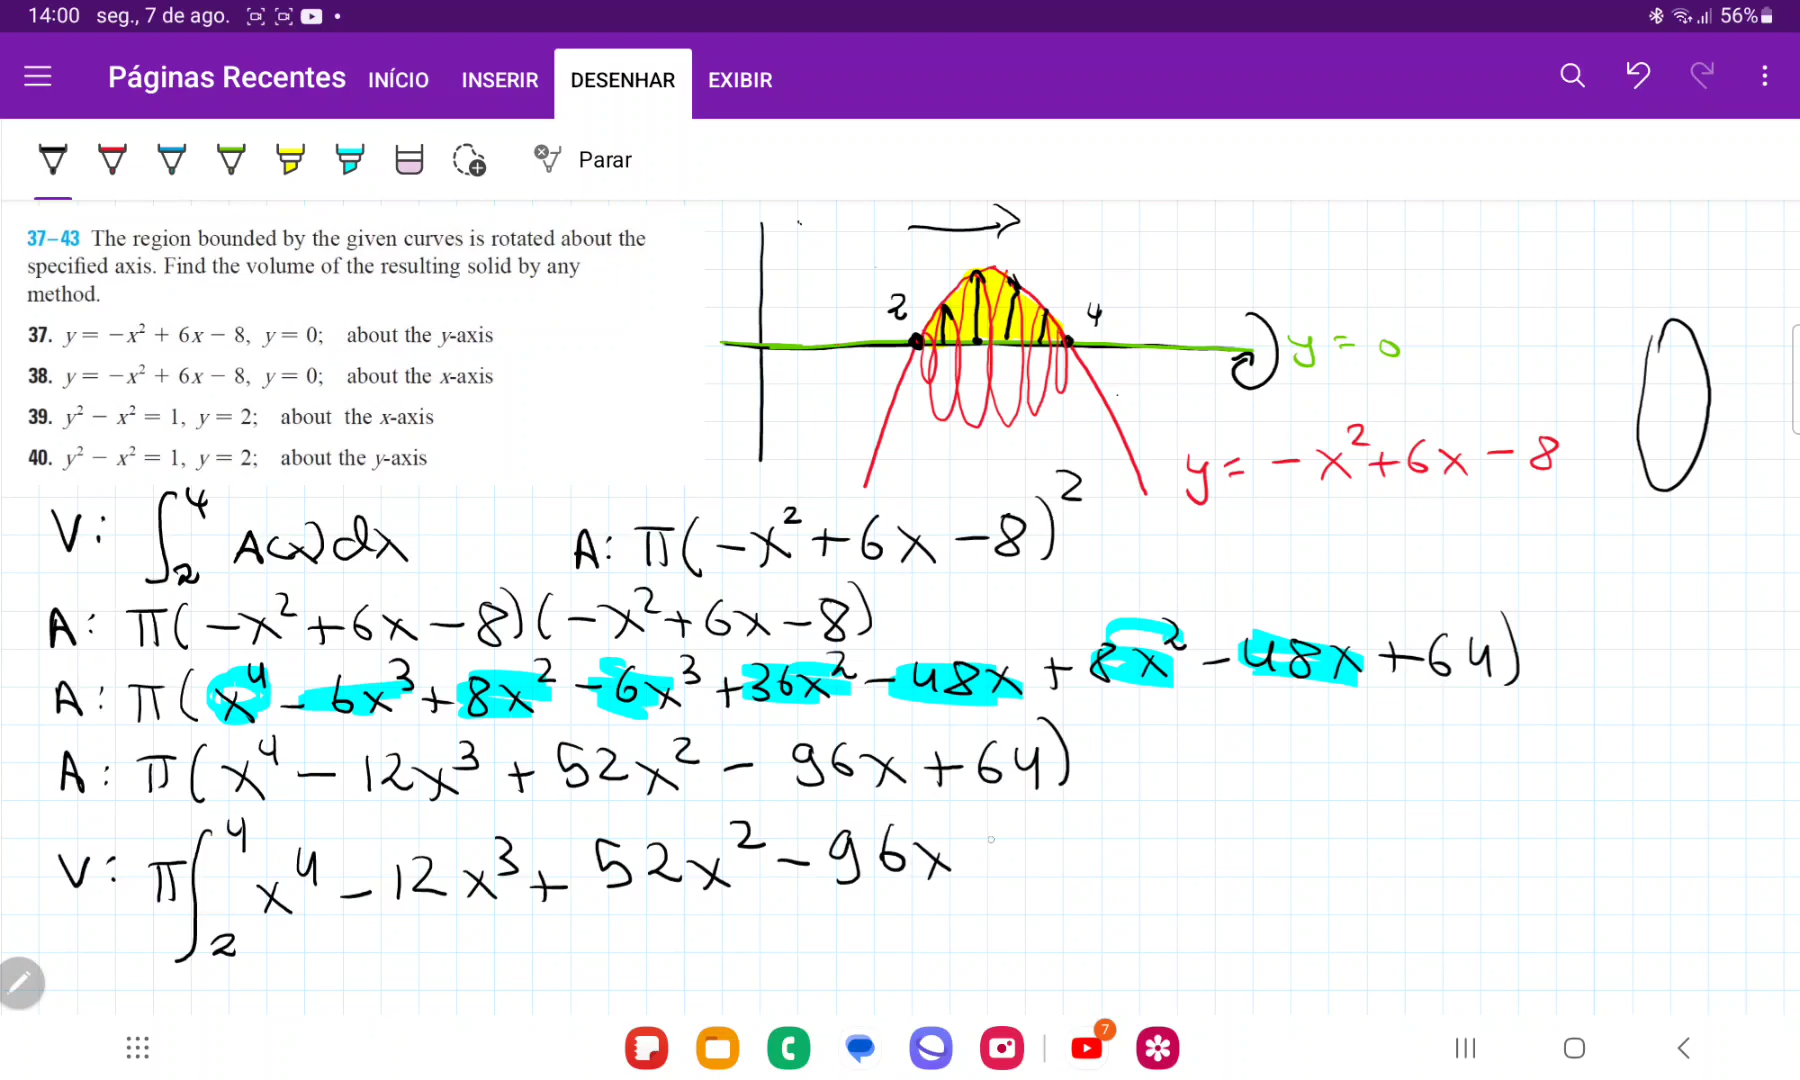 14:00 seg., 7 de ago. 56%
Páginas Recentes INÍCIO INSERIR DESENHAR EXIBIR
Parar
37–43 The region bounded by the given curves is rotated about the
specified axis. Find the volume of the resulting solid by any
method.
37. y = −x² + 6x − 8, y = 0; about the y-axis
38. y = −x² + 6x − 8, y = 0; about the x-axis
39. y² − x² = 1, y = 2; about the x-axis
40. y² − x² = 1, y = 2; about the y-axis
2 4
y = 0
y = −x² + 6x − 8
V: ∫₂⁴ A(x) dx A: π(−x² + 6x − 8)²
A: π(−x² + 6x − 8)(−x² + 6x − 8)
A: π(x⁴ − 6x³ + 8x² − 6x³ + 36x² − 48x + 8x² − 48x + 64)
A: π(x⁴ − 12x³ + 52x² − 96x + 64)
V: π∫₂⁴ x⁴ − 12x³ + 52x² − 96x
7